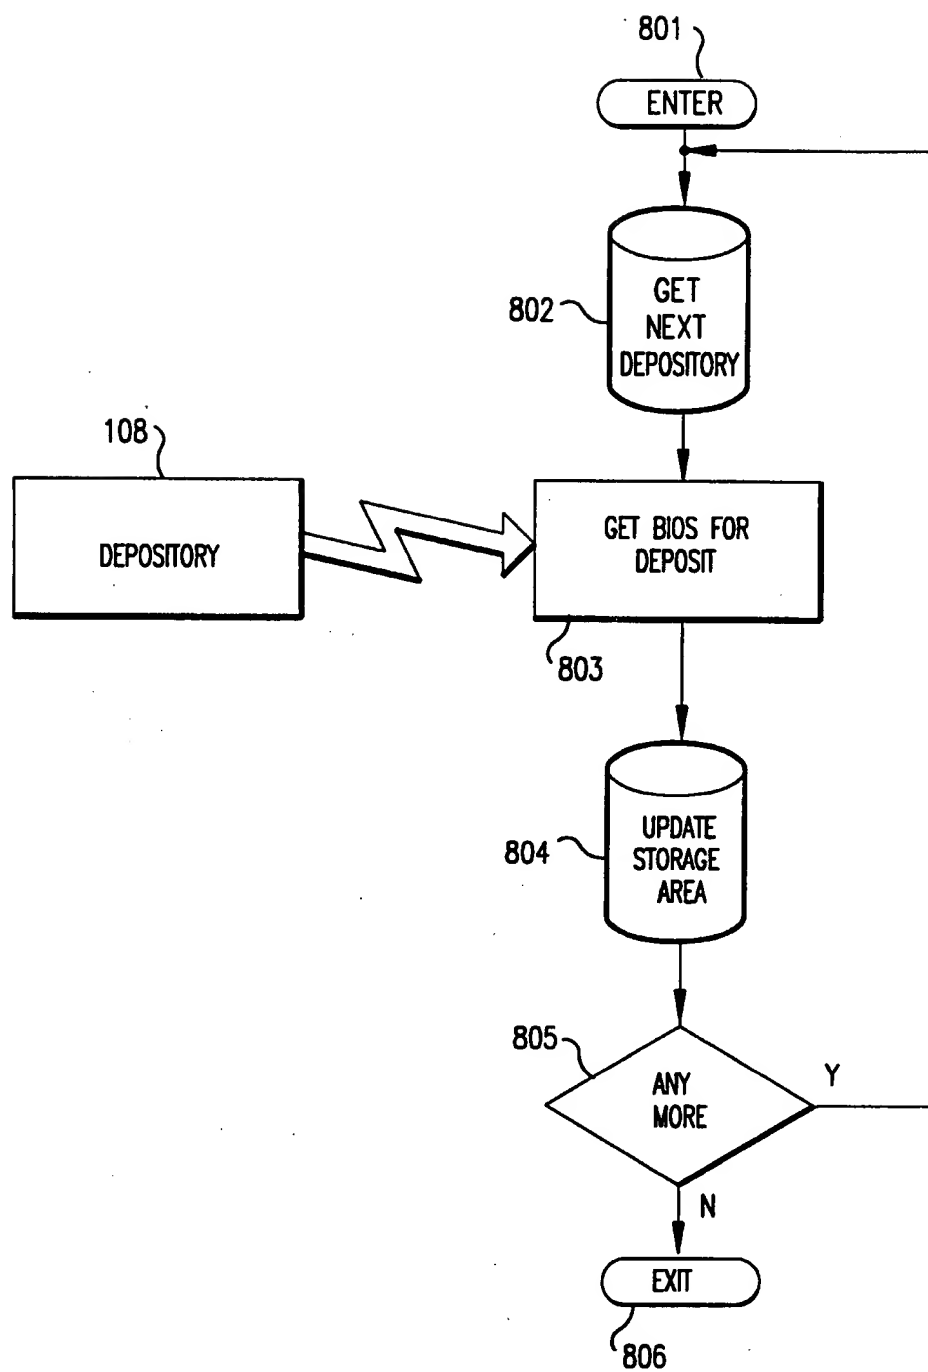 801
ENTER
802
GET
NEXT
DEPOSITORY
108
DEPOSITORY
GET BIOS FOR
DEPOSIT
803
804
UPDATE
STORAGE
AREA
805
ANY
MORE
Y
N
EXIT
806